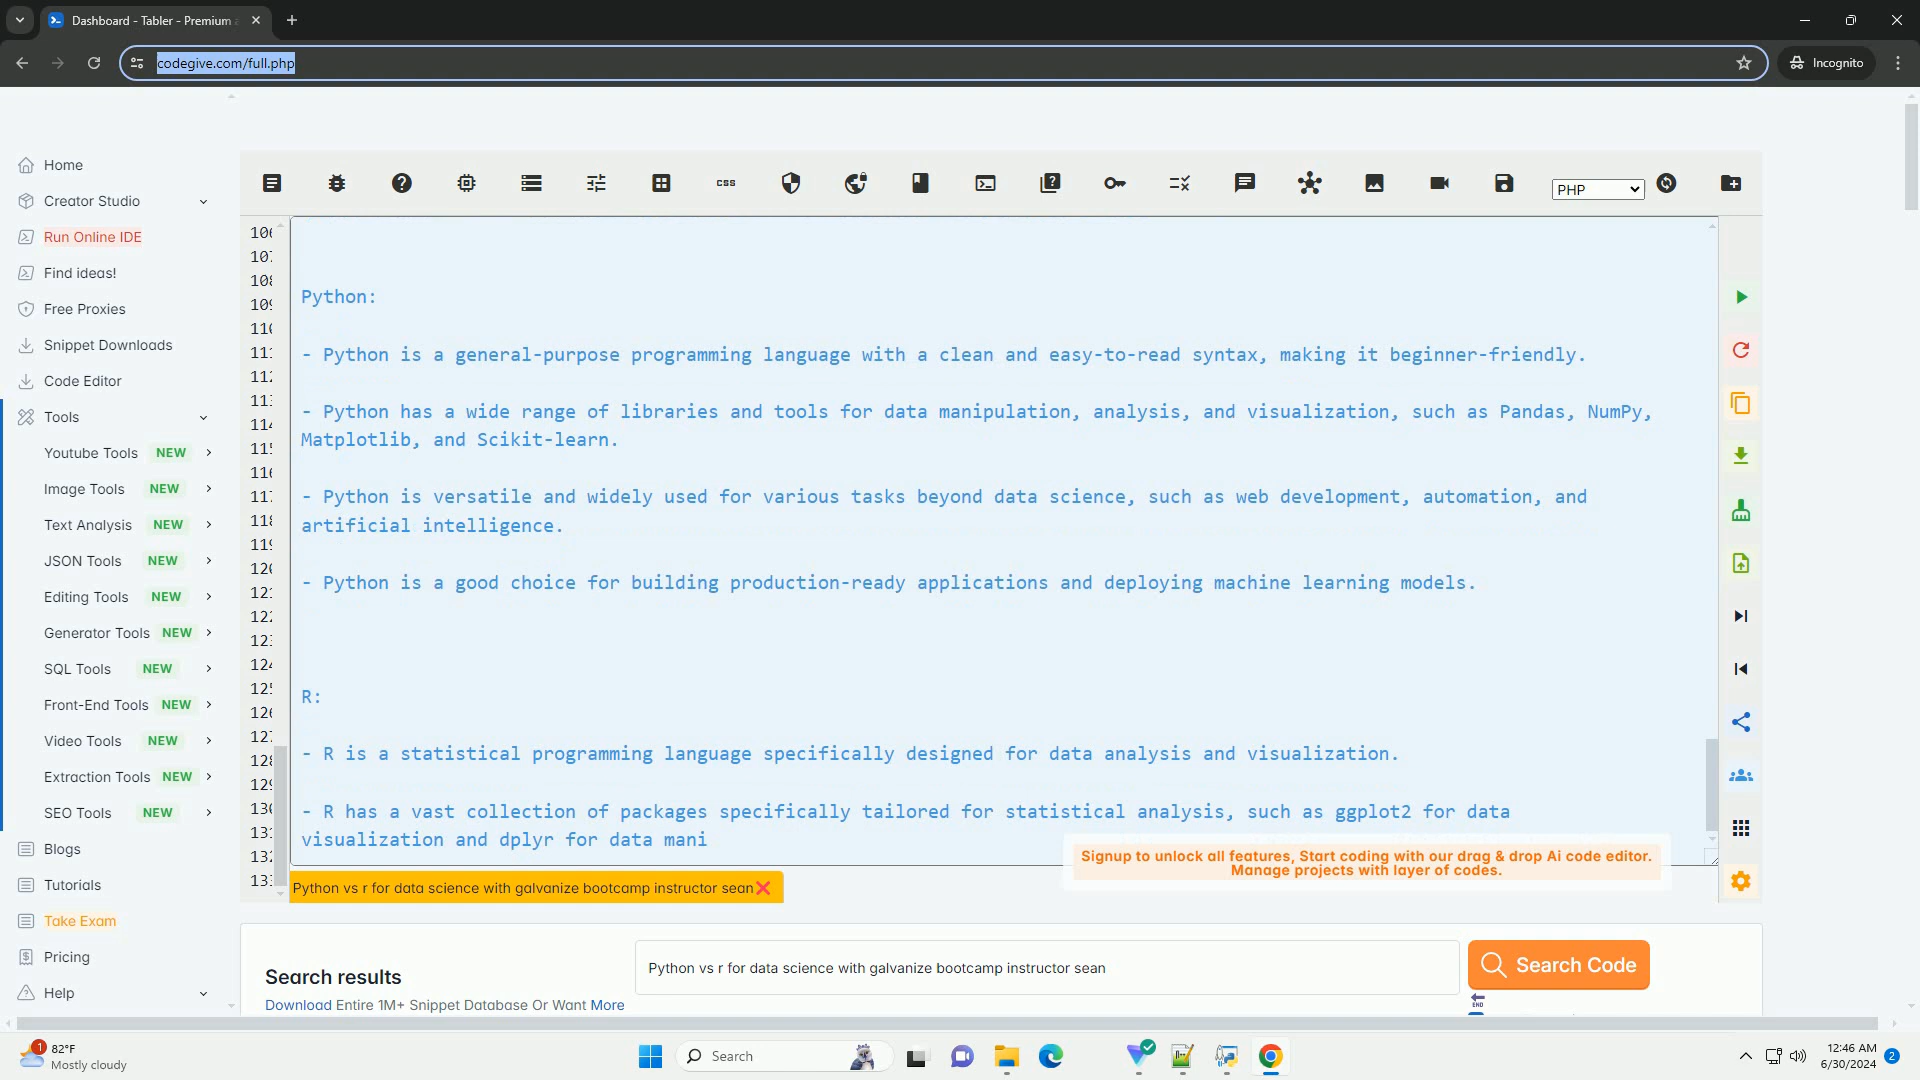 Dashboard - Tabler - Premium
codegive.com/full.php
Incognito
Home
Creator Studio
Run Online IDE
Find ideas!
Free Proxies
Snippet Downloads
Code Editor
Tools
Youtube Tools NEW
Image Tools NEW
Text Analysis NEW
JSON Tools NEW
Editing Tools NEW
Generator Tools NEW
SQL Tools NEW
Front-End Tools NEW
Video Tools NEW
Extraction Tools NEW
SEO Tools NEW
Blogs
Tutorials
Take Exam
Pricing
Help
css
PHP
Python:
- Python is a general-purpose programming language with a clean and easy-to-read syntax, making it beginner-friendly.
- Python has a wide range of libraries and tools for data manipulation, analysis, and visualization, such as Pandas, NumPy,
Matplotlib, and Scikit-learn.
- Python is versatile and widely used for various tasks beyond data science, such as web development, automation, and
artificial intelligence.
- Python is a good choice for building production-ready applications and deploying machine learning models.
R:
- R is a statistical programming language specifically designed for data analysis and visualization.
- R has a vast collection of packages specifically tailored for statistical analysis, such as ggplot2 for data
visualization and dplyr for data mani
Signup to unlock all features, Start coding with our drag & drop Ai code editor.
Manage projects with layer of codes.
Python vs r for data science with galvanize bootcamp instructor sean
Search results
Download Entire 1M+ Snippet Database Or Want More
Python vs r for data science with galvanize bootcamp instructor sean
Search Code
END
1
82°F
Mostly cloudy
Search
12:46 AM
6/30/2024
2